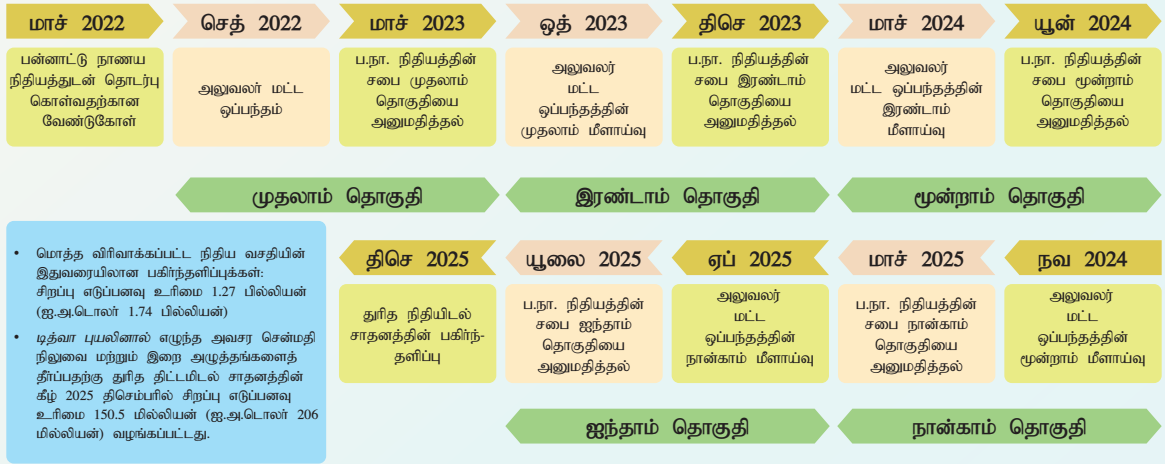 மாச் 2022
செத் 2022
மாச் 2023
ஒத் 2023
திசெ 2023
மாச் 2024
யூன் 2024
பன்னாட்டு நாணய
நிதியத்துடன் தொடர்பு
கொள்வதற்கான
வேண்டுகோள்
அலுவலர் மட்ட
ஒப்பந்தம்
ப.நா. நிதியத்தின்
சபை முதலாம்
தொகுதியை
அனுமதித்தல்
அலுவலர்
மட்ட
ஒப்பந்தத்தின்
முதலாம் மீளாய்வு
ப.நா. நிதியத்தின்
சபை இரண்டாம்
தொகுதியை
அனுமதித்தல்
அலுவலர்
மட்ட ஒப்பந்தத்தின்
இரண்டாம்
மீளாய்வு
ப.நா. நிதியத்தின்
சபை மூன்றாம்
தொகுதியை
அனுமதித்தல்
முதலாம் தொகுதி
இரண்டாம் தொகுதி
மூன்றாம் தொகுதி
• மொத்த விரிவாக்கப்பட்ட நிதிய வசதியின்
இதுவரையிலான பகிர்ந்தளிப்புக்கள்:
சிறப்பு எடுப்பனவு உரிமை 1.27 பில்லியன்
(ஐ.அ.டொலர் 1.74 பில்லியன்)
• டித்வா புயலினால் எழுந்த அவசர சென்மதி
நிலுவை மற்றும் இறை அழுத்தங்களைத்
தீர்ப்பதற்கு துரித திட்டமிடல் சாதனத்தின்
கீழ் 2025 திசெம்பரில் சிறப்பு எடுப்பனவு
உரிமை 150.5 மில்லியன் (ஐ.அ.டொலர் 206
மில்லியன்) வழங்கப்பட்டது.
திசெ 2025
யூலை 2025
ஏப் 2025
மாச் 2025
நவ 2024
துரித நிதியிடல்
சாதனத்தின் பகிர்ந்-
தளிப்பு
ப.நா. நிதியத்தின்
சபை ஐந்தாம்
தொகுதியை
அனுமதித்தல்
அலுவலர்
மட்ட
ஒப்பந்தத்தின்
நான்காம் மீளாய்வு
ப.நா. நிதியத்தின்
சபை நான்காம்
தொகுதியை
அனுமதித்தல்
அலுவலர்
மட்ட
ஒப்பந்தத்தின்
மூன்றாம் மீளாய்வு
ஐந்தாம் தொகுதி
நான்காம் தொகுதி